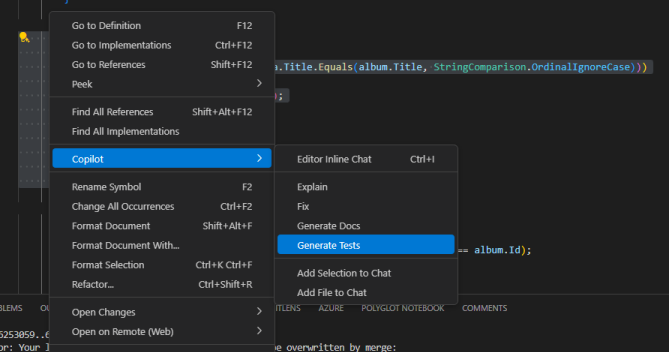 }
Go to Definition F12
Go to Implementations Ctrl+F12
Go to References Shift+F12
a.Title.Equals(album.Title, StringComparison.OrdinalIgnoreCase)))
Peek
);
Find All References Shift+Alt+F12
Find All Implementations
Copilot
Editor Inline Chat Ctrl+I
Rename Symbol F2
Explain
Change All Occurrences Ctrl+F2
Fix
Format Document Shift+Alt+F
Generate Docs
Format Document With...
Generate Tests
== album.Id);
Format Selection Ctrl+K Ctrl+F
Add Selection to Chat
Refactor... Ctrl+Shift+R
Add File to Chat
BLEMS OU TLENS AZURE POLYGLOT NOTEBOOK COMMENTS
Open Changes
Open on Remote (Web)
6253059..6
or: Your l be overwritten by merge: